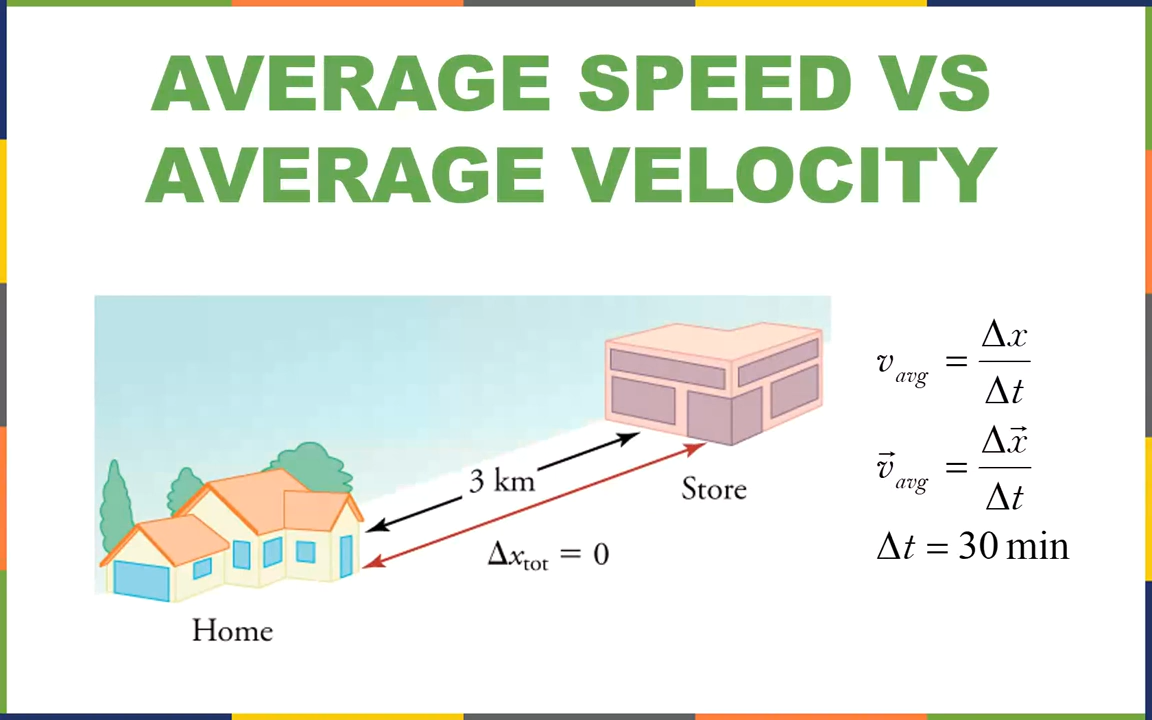 AVERAGE SPEED VS
AVERAGE VELOCITY
3 km
Store
Δx_tot = 0
Home
v_avg = Δx / Δt
v⃗_avg = Δx⃗ / Δt
Δt = 30 min